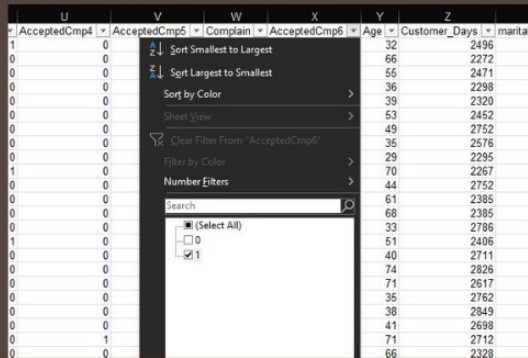 U V W X Y Z
AcceptedCmp4 AcceptedCmp5 Complain AcceptedCmp6 Age Customer_Days marital
1 0 32 2496
0 0 66 2272
0 0 55 2471
0 0 36 2298
0 0 39 2320
0 0 53 2452
0 0 49 2752
0 0 35 2576
0 0 29 2295
1 0 70 2267
0 0 44 2752
0 0 61 2385
0 0 68 2385
0 0 33 2786
1 0 51 2406
0 0 40 2711
0 0 74 2826
0 0 71 2617
0 0 35 2762
0 0 38 2849
0 0 41 2698
0 1 71 2712
0 0 66 2328
Sort Smallest to Largest
Sort Largest to Smallest
Sort by Color
Sheet View
Clear Filter From "AcceptedCmp6"
Filter by Color
Number Filters
Search
(Select All)
0
1